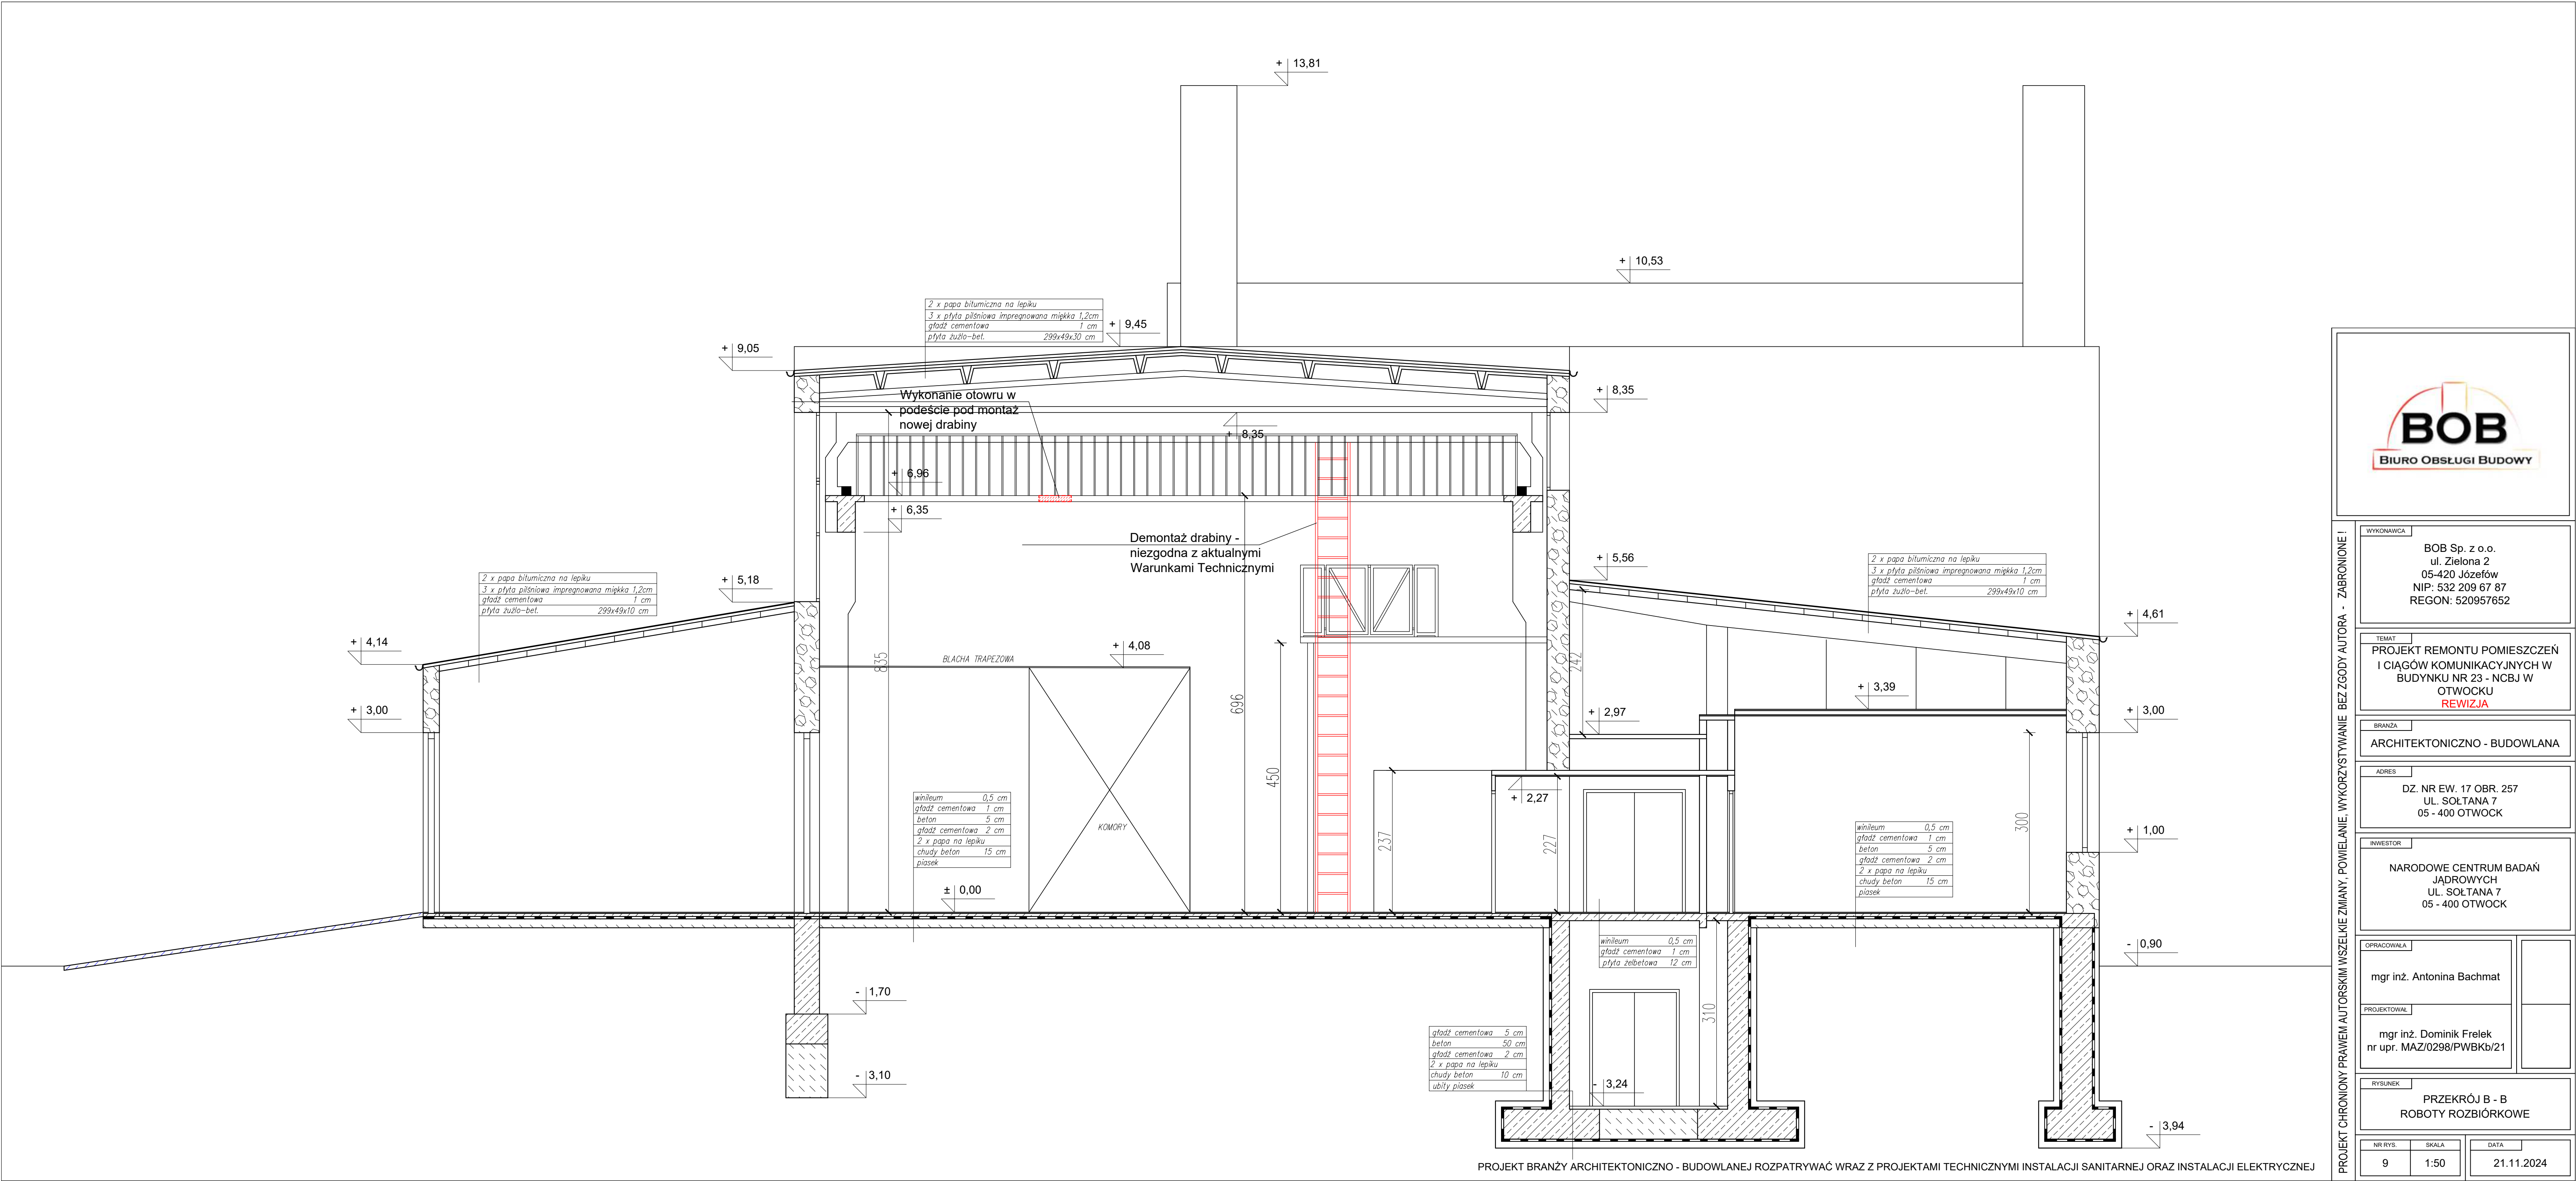 + 13,81
+ 10,53
2 x papa bitumiczna na lepiku
3 x płyta pilśniowa impregnowana miękka 1,2cm
gładź cementowa 1 cm
płyta żużlo-bet. 299x49x30 cm
+ 9,45
+ 9,05
+ 8,35
Wykonanie otowru w
podeście pod montaż
nowej drabiny
+ 8,35
+ 6,96
+ 6,35
Demontaż drabiny -
niezgodna z aktualnymi
Warunkami Technicznymi
+ 5,56
2 x papa bitumiczna na lepiku
3 x płyta pilśniowa impregnowana miękka 1,2cm
gładź cementowa 1 cm
płyta żużlo-bet. 299x49x10 cm
+ 5,18
2 x papa bitumiczna na lepiku
3 x płyta pilśniowa impregnowana miękka 1,2cm
gładź cementowa 1 cm
płyta żużlo-bet. 299x49x10 cm
+ 4,61
+ 4,14
835
BLACHA TRAPEZOWA
+ 4,08
242
+ 3,39
+ 3,00
696
+ 2,97
+ 3,00
450
+ 2,27
winileum 0,5 cm
gładź cementowa 1 cm
beton 5 cm
gładź cementowa 2 cm
2 x papa na lepiku
chudy beton 15 cm
piasek
KOMORY
237
227
winileum 0,5 cm
gładź cementowa 1 cm
beton 5 cm
gładź cementowa 2 cm
2 x papa na lepiku
chudy beton 15 cm
piasek
300
+ 1,00
± 0,00
winileum 0,5 cm
gładź cementowa 1 cm
płyta żelbetowa 12 cm
- 0,90
- 1,70
310
gładź cementowa 5 cm
beton 50 cm
gładź cementowa 2 cm
2 x papa na lepiku
chudy beton 10 cm
ubity piasek
- 3,10
- 3,24
- 3,94
PROJEKT BRANŻY ARCHITEKTONICZNO - BUDOWLANEJ ROZPATRYWAĆ WRAZ Z PROJEKTAMI TECHNICZNYMI INSTALACJI SANITARNEJ ORAZ INSTALACJI ELEKTRYCZNEJ
PROJEKT CHRONIONY PRAWEM AUTORSKIM WSZELKIE ZMIANY, POWIELANIE, WYKORZYSTYWANIE BEZ ZGODY AUTORA - ZABRONIONE !
BOB
BIURO OBSŁUGI BUDOWY
WYKONAWCA
BOB Sp. z o.o.
ul. Zielona 2
05-420 Józefów
NIP: 532 209 67 87
REGON: 520957652
TEMAT
PROJEKT REMONTU POMIESZCZEŃ
I CIĄGÓW KOMUNIKACYJNYCH W
BUDYNKU NR 23 - NCBJ W
OTWOCKU
REWIZJA
BRANŻA
ARCHITEKTONICZNO - BUDOWLANA
ADRES
DZ. NR EW. 17 OBR. 257
UL. SOŁTANA 7
05 - 400 OTWOCK
INWESTOR
NARODOWE CENTRUM BADAŃ
JĄDROWYCH
UL. SOŁTANA 7
05 - 400 OTWOCK
OPRACOWAŁA
mgr inż. Antonina Bachmat
PROJEKTOWAŁ
mgr inż. Dominik Frelek
nr upr. MAZ/0298/PWBKb/21
RYSUNEK
PRZEKRÓJ B - B
ROBOTY ROZBIÓRKOWE
NR RYS. SKALA DATA
9 1:50 21.11.2024